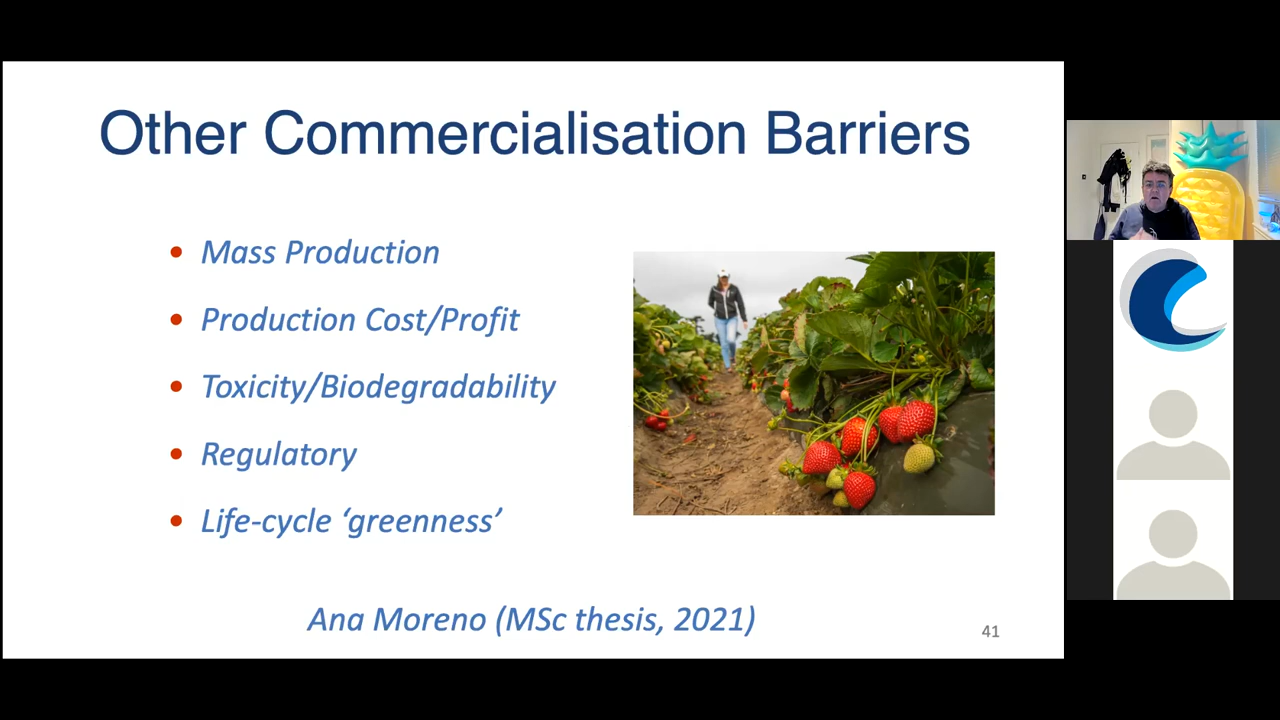 Other Commercialisation Barriers
• Mass Production
• Production Cost/Profit
• Toxicity/Biodegradability
• Regulatory
• Life-cycle ‘greenness’
Ana Moreno (MSc thesis, 2021)
41